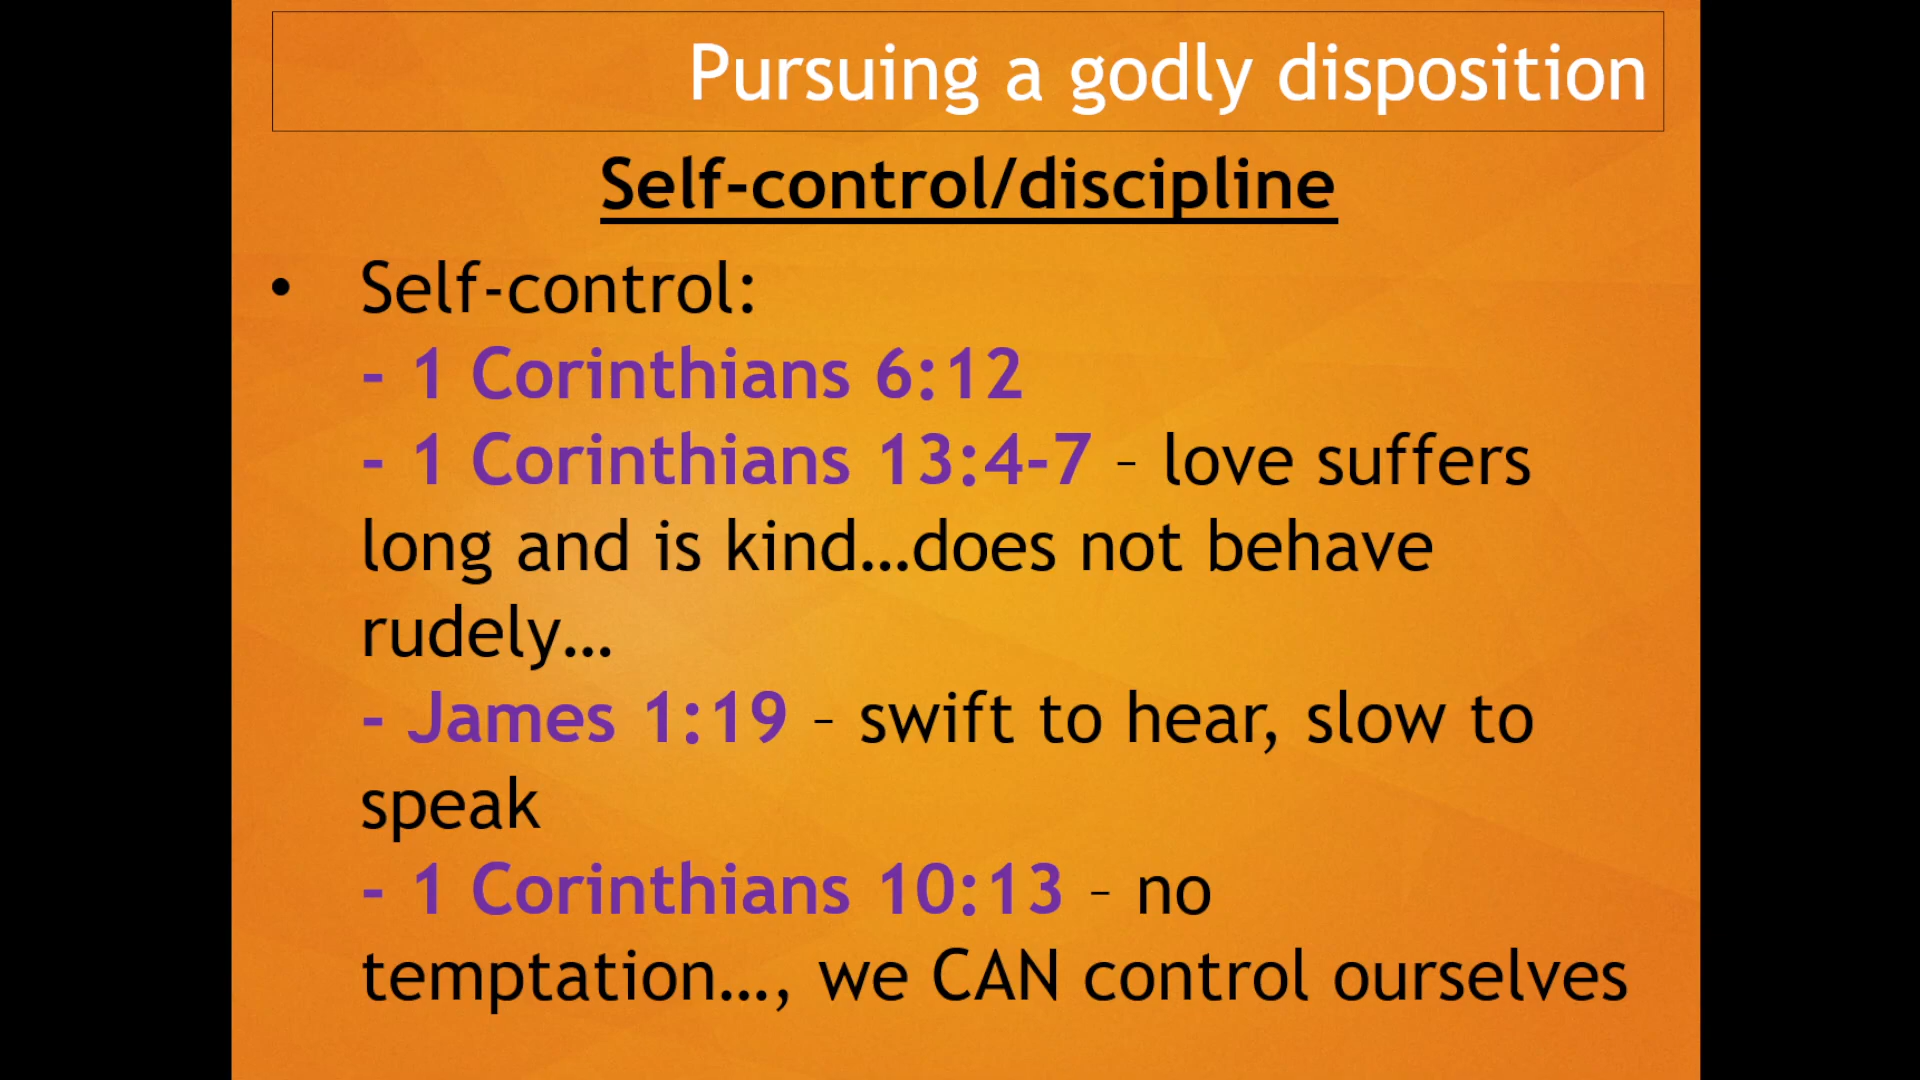 Pursuing a godly disposition
Self-control/discipline
• Self-control:
- 1 Corinthians 6:12
- 1 Corinthians 13:4-7 – love suffers
long and is kind…does not behave
rudely…
- James 1:19 – swift to hear, slow to
speak
- 1 Corinthians 10:13 – no
temptation…, we CAN control ourselves